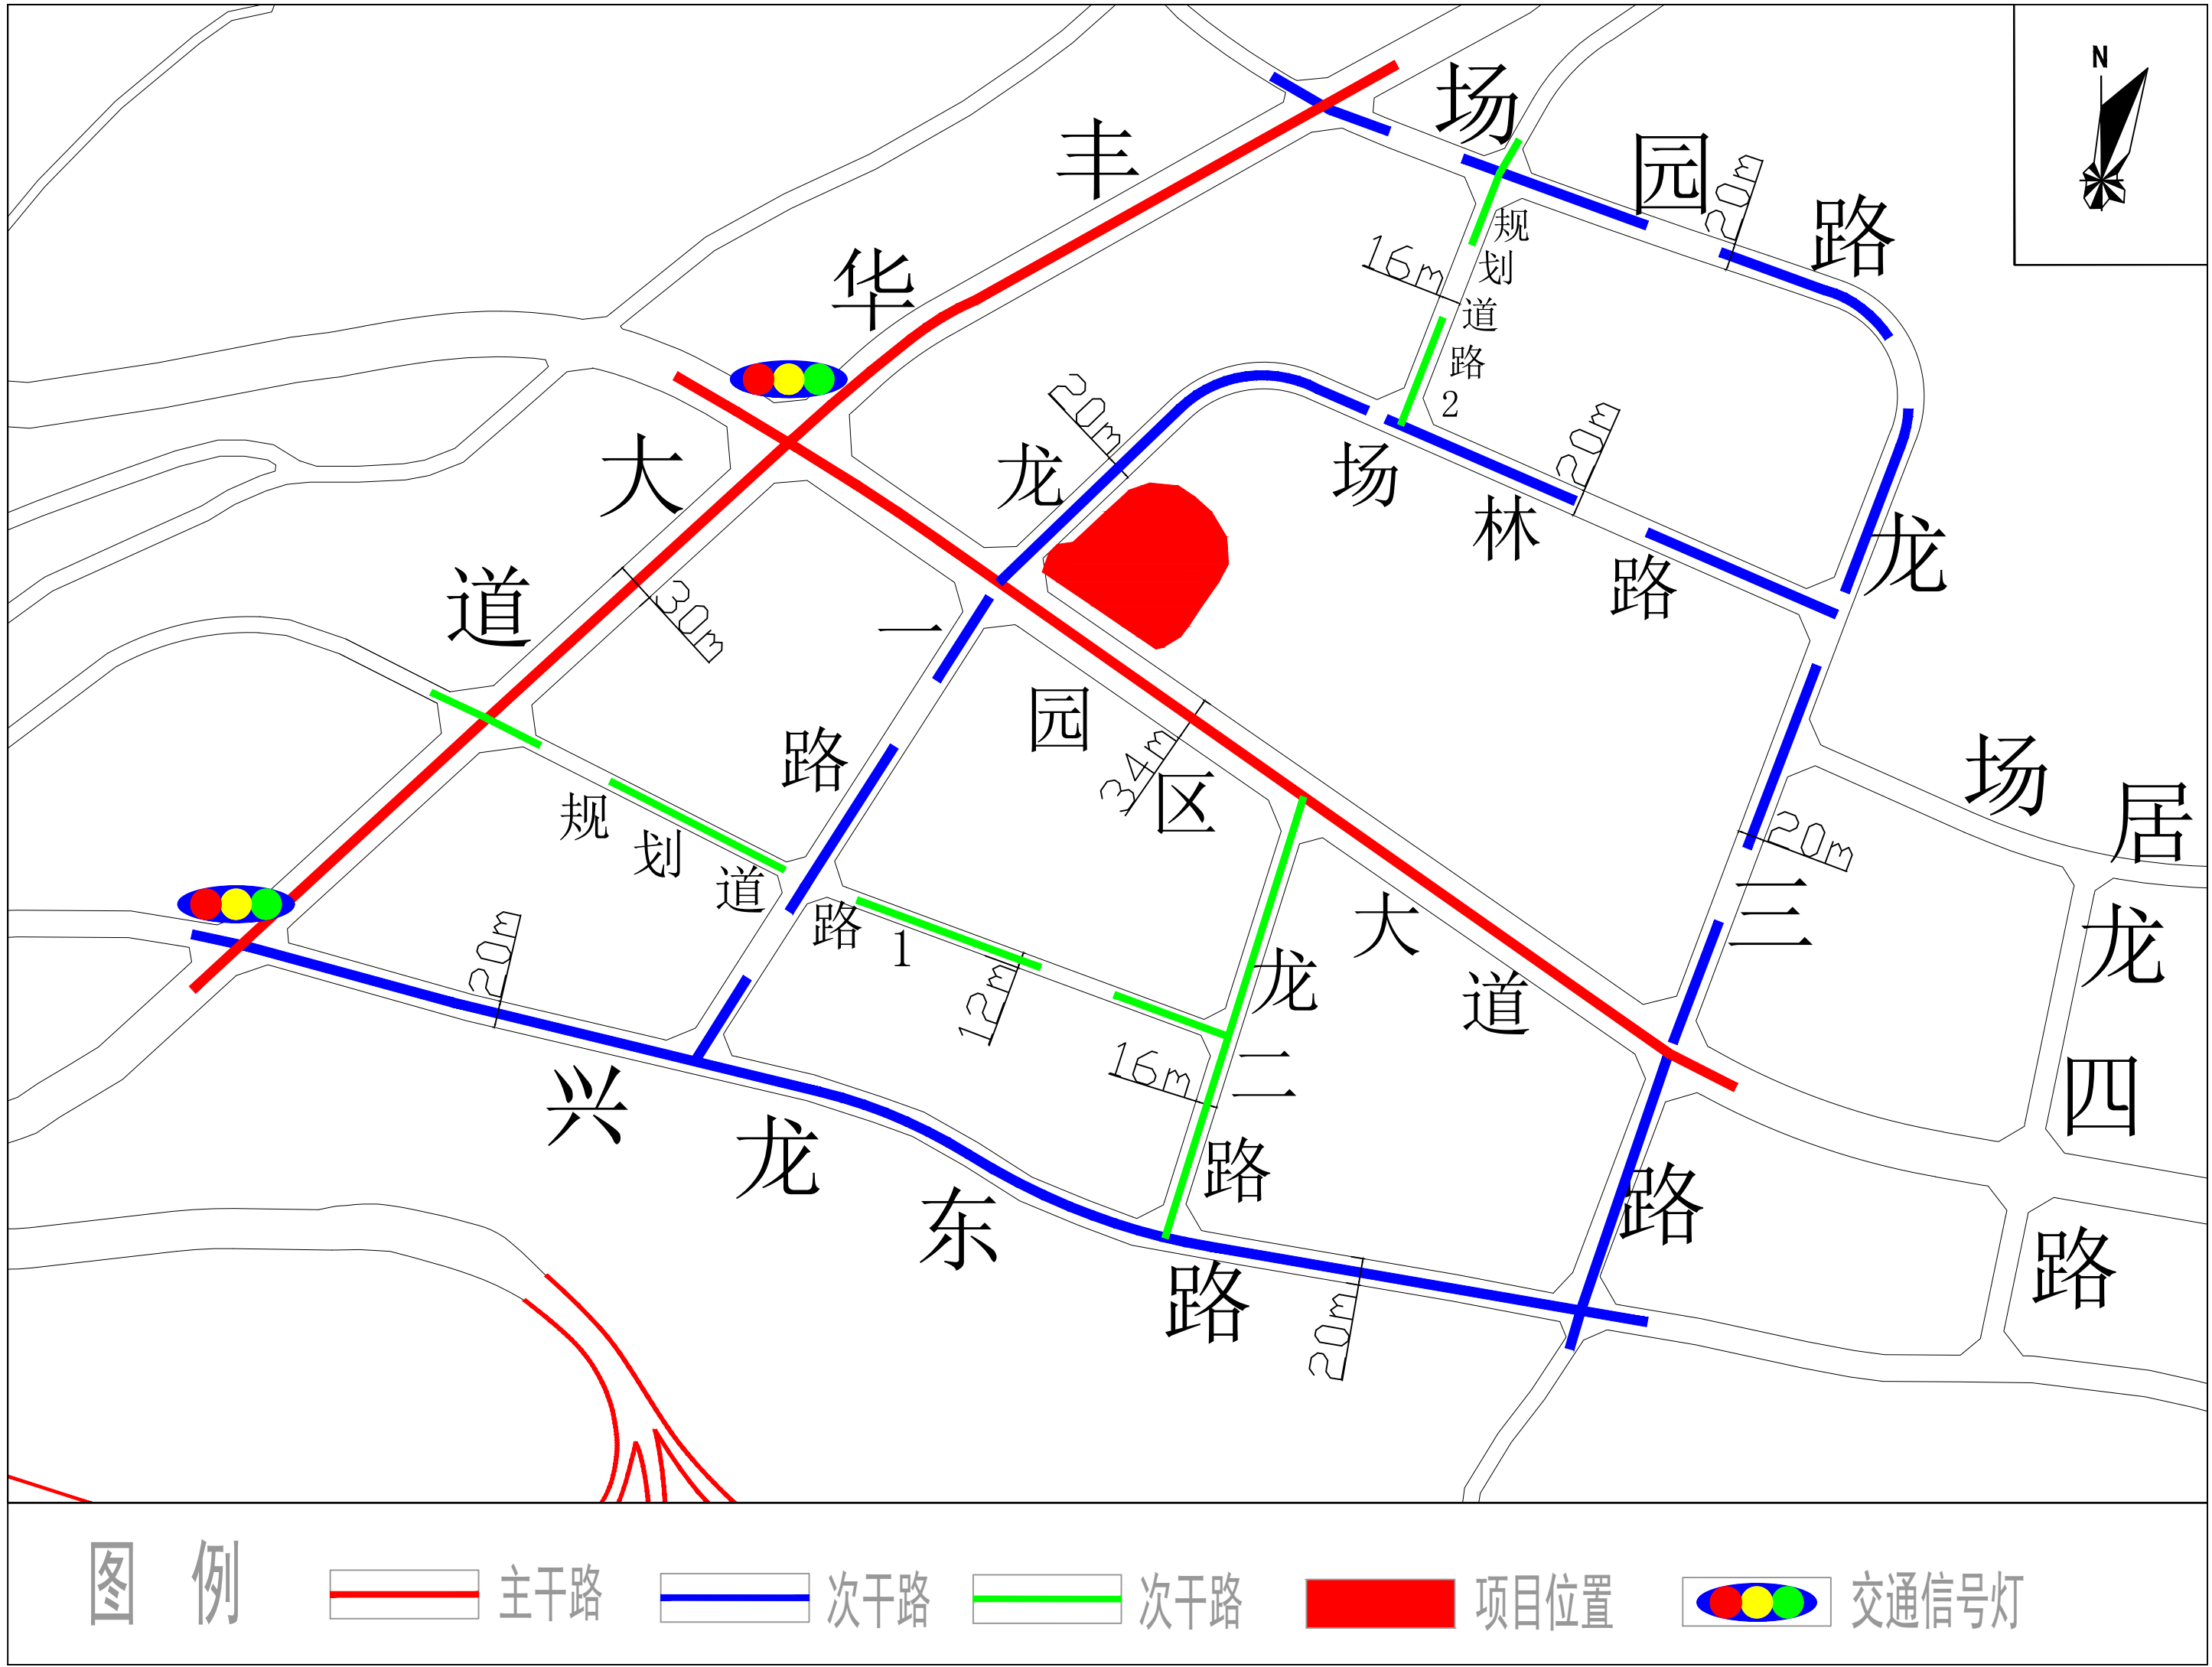 N
场园路
20m
丰华大道
规划道路2
16m
龙一路
20m
场林路
20m
龙三路
30m
园区大道
34m
场居
20m
规划道路1
龙二路
龙四路
20m
12m
16m
兴龙东路
20m
图 例
主干路
次干路
次干路
项目位置
交通信号灯